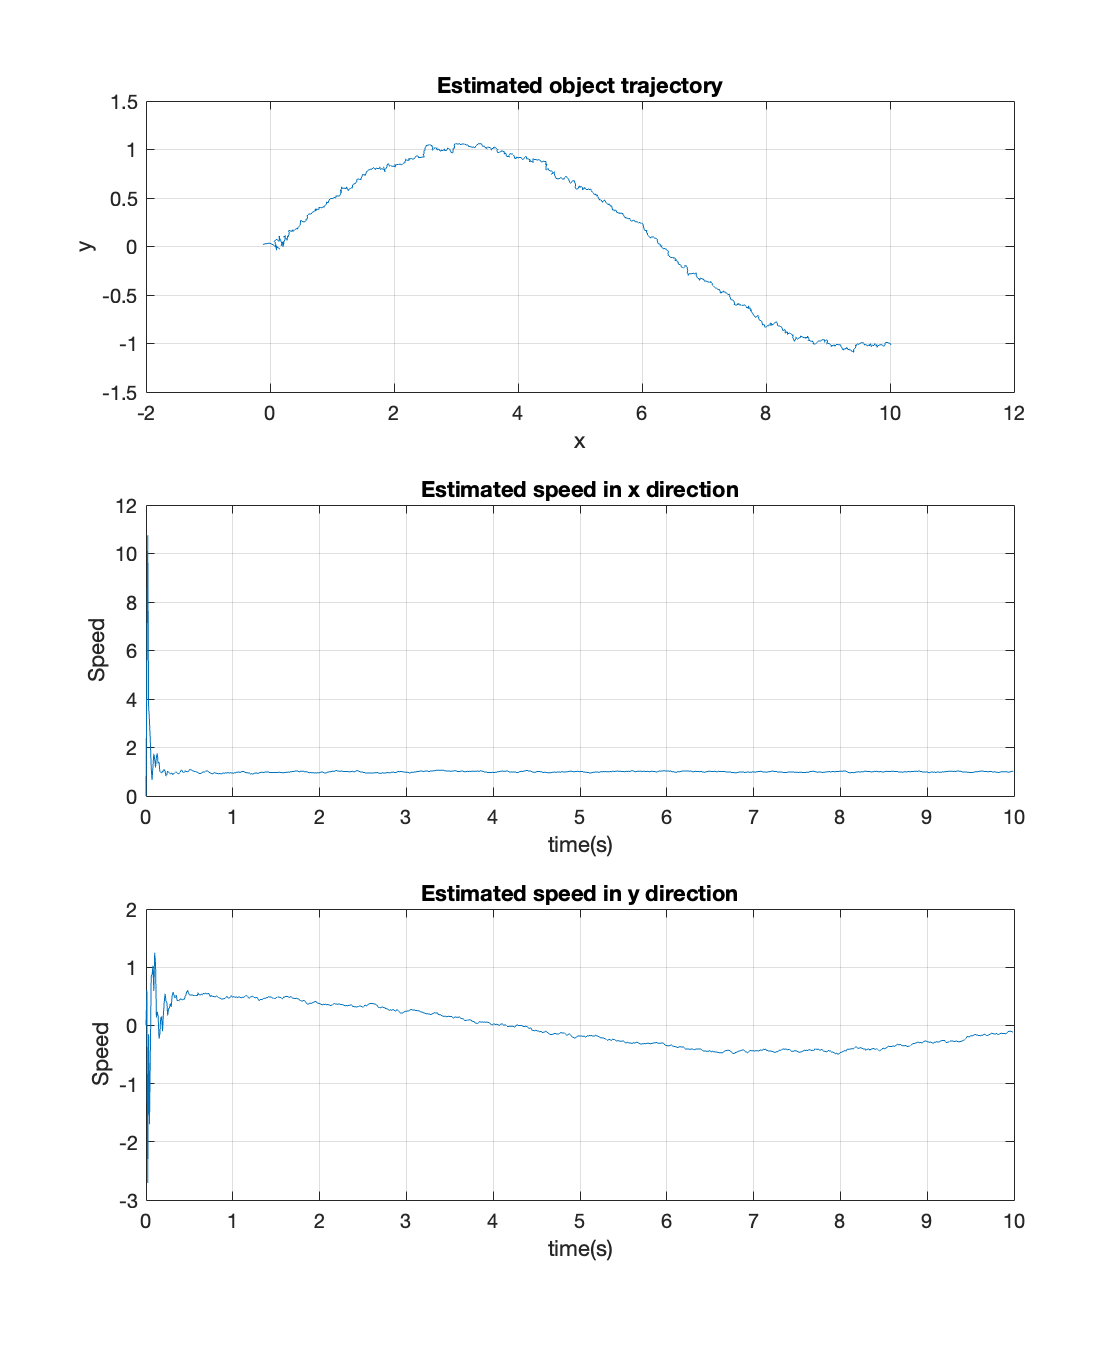 Estimated object trajectory
1.5
1
0.5
0
-0.5
-1
-1.5
y
-2 0 2 4 6 8 10 12
x
Estimated speed in x direction
12
10
8
6
4
2
0
Speed
0 1 2 3 4 5 6 7 8 9 10
time(s)
Estimated speed in y direction
2
1
0
-1
-2
-3
Speed
0 1 2 3 4 5 6 7 8 9 10
time(s)